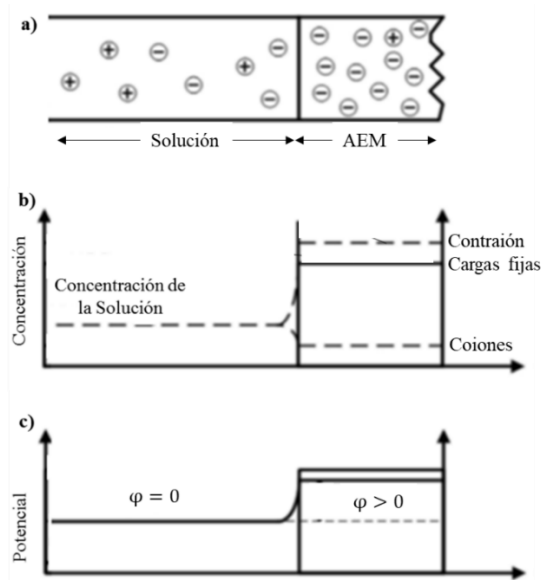 a)
Solución
AEM
b)
Concentración
Concentración de
la Solución
Contraión
Cargas fijas
Coiones
c)
Potencial
φ = 0
φ > 0